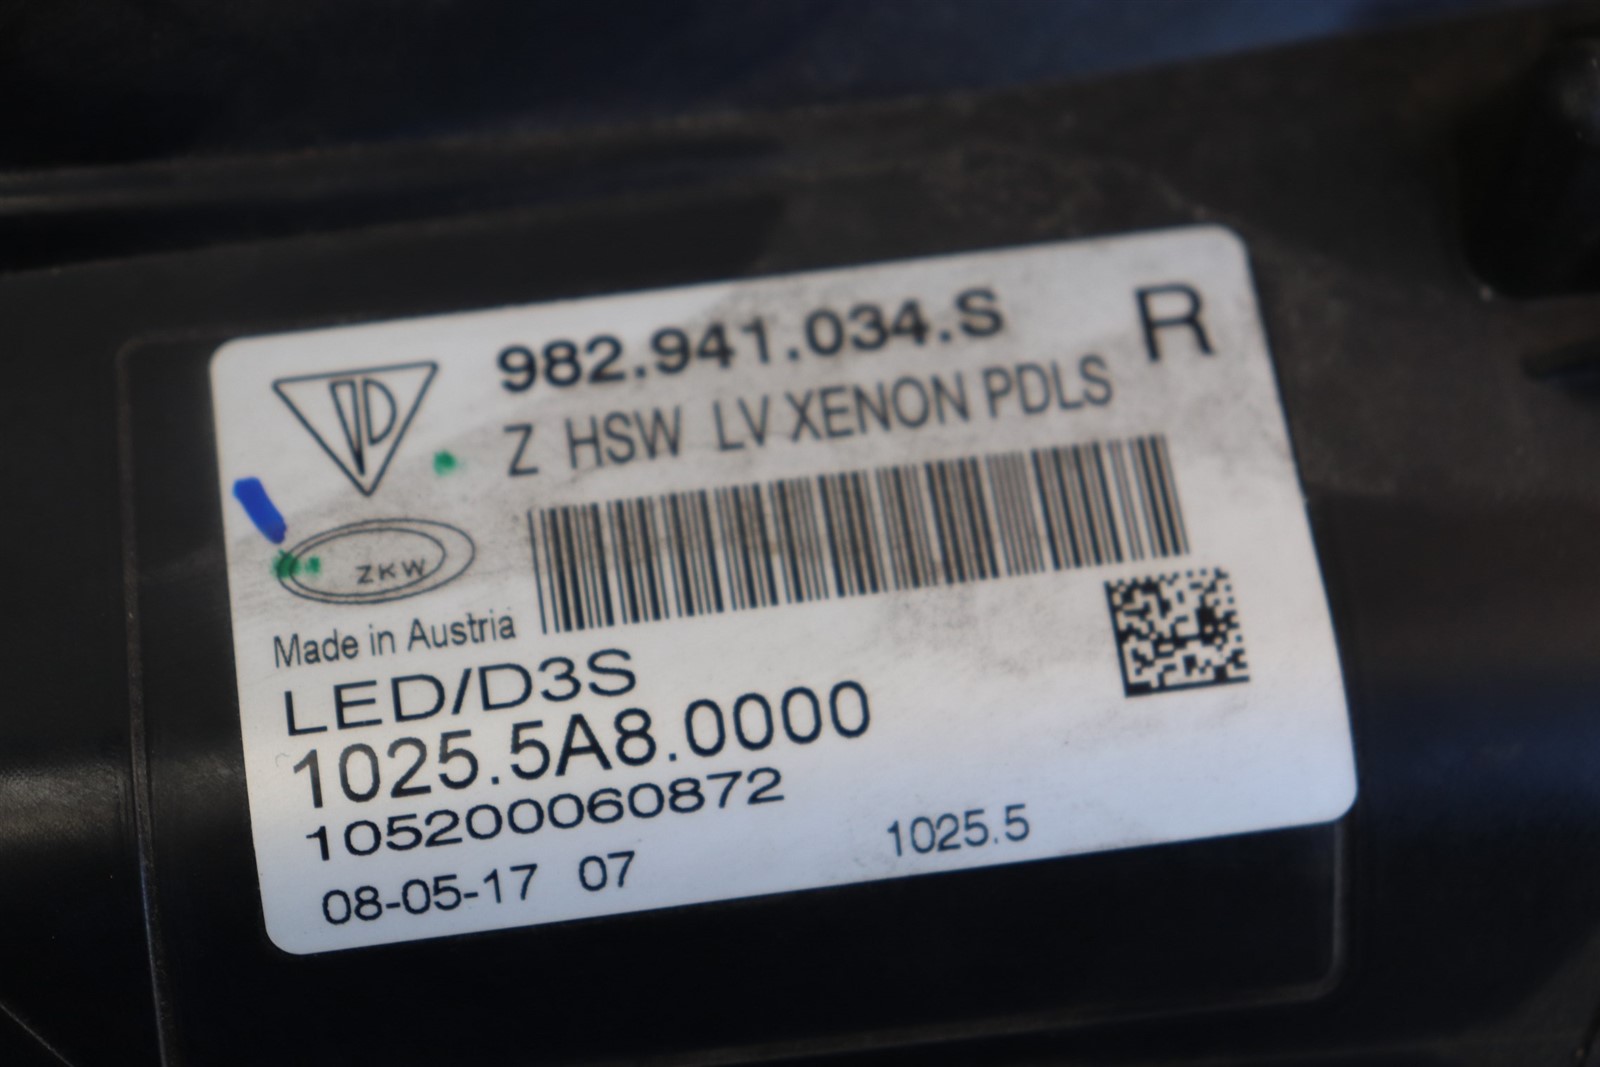 982.941.034.S R
Z HSW LV XENON PDLS
ZKW
Made in Austria
LED/D3S
1025.5A8.0000
105200060872
08-05-17 07 1025.5